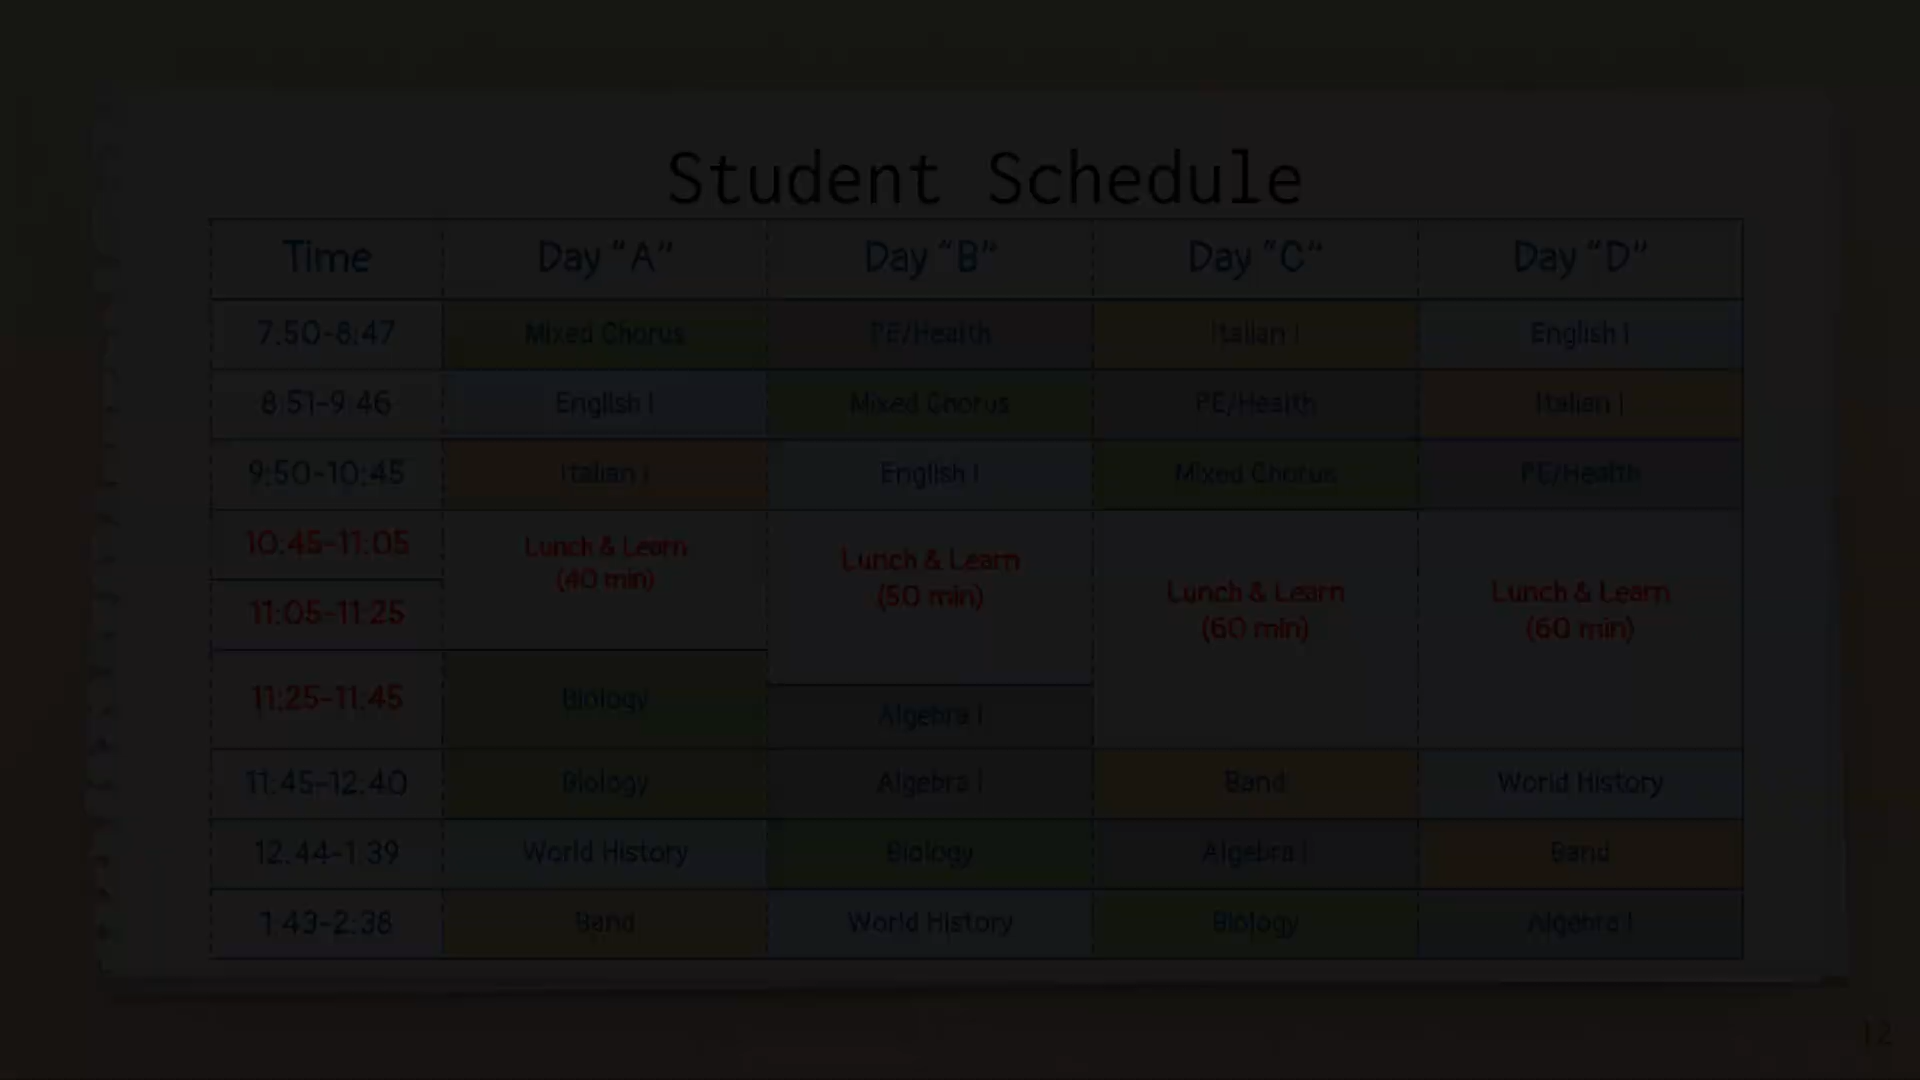 Student Schedule
Time Day “A” Day “B” Day “C” Day “D”
7:50-8:47 Mixed Chorus PE/Health Italian I English I
8:51-9:46 English I Mixed Chorus PE/Health Italian I
9:50-10:45 Italian I English I Mixed Chorus PE/Health
10:45-11:05 Lunch & Learn Lunch & Learn Lunch & Learn Lunch & Learn
(40 min) (50 min) (60 min) (60 min)
11:05-11:25
11:25-11:45 Biology Algebra I
11:45-12:40 Biology Algebra I Band World History
12:44-1:39 World History Biology Algebra I Band
1:43-2:38 Band World History Biology Algebra I
12